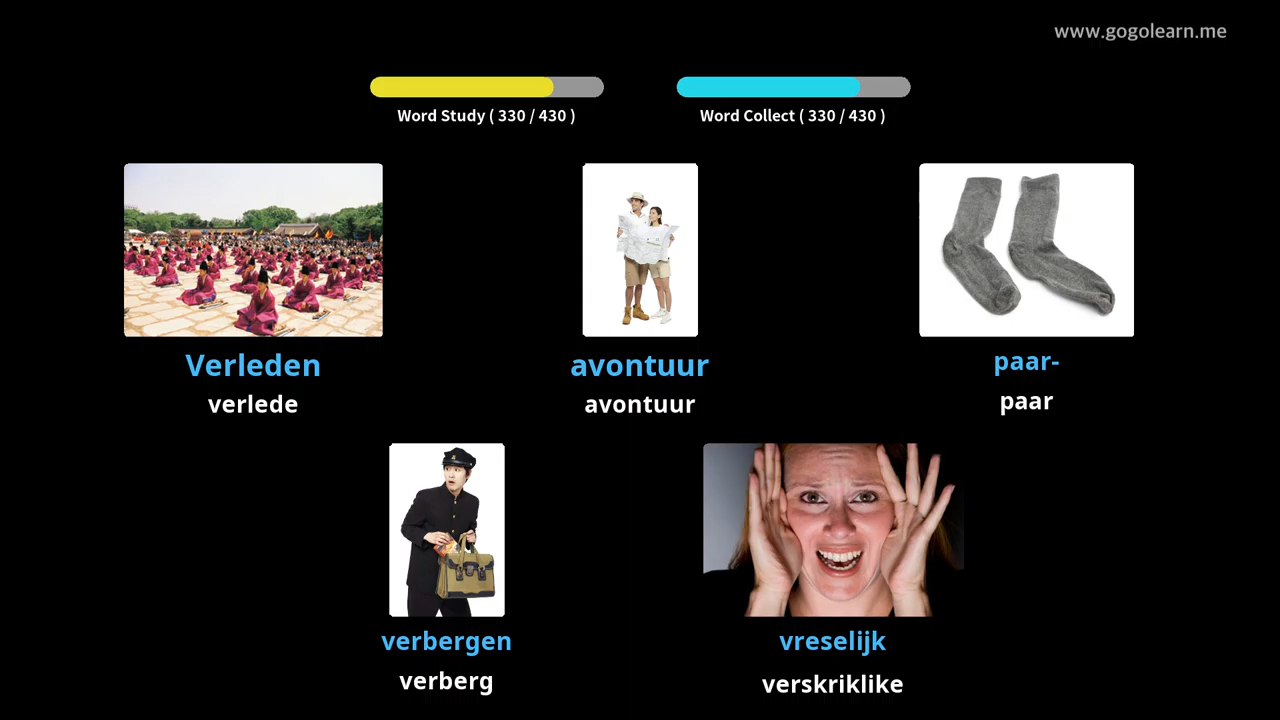 www.gogolearn.me
Word Study ( 330 / 430 )
Word Collect ( 330 / 430 )
Verleden
verlede
avontuur
avontuur
paar-
paar
verbergen
verberg
vreselijk
verskriklike